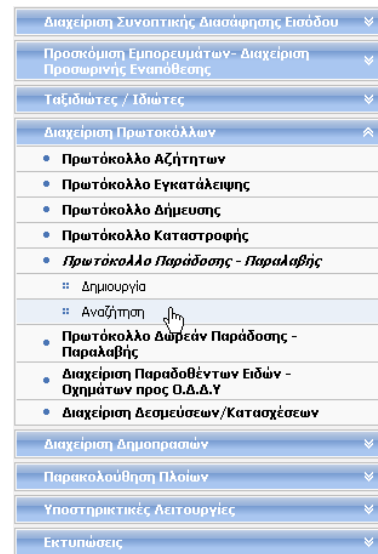 Διαχείριση Συνοπτικής Διασάφησης Εισόδου
Προσκόμιση Εμπορευμάτων- Διαχείριση
Προσωρινής Εναπόθεσης
Ταξιδιώτες / Ιδιώτες
Διαχείριση Πρωτοκόλλων
Πρωτόκολλο Αζήτητων
Πρωτόκολλο Εγκατάλειψης
Πρωτόκολλο Δήμευσης
Πρωτόκολλο Καταστροφής
Πρωτόκολλο Παράδοσης - Παραλαβής
Δημιουργία
Αναζήτηση
Πρωτόκολλο Δωρεάν Παράδοσης -
Παραλαβής
Διαχείριση Παραδοθέντων Ειδών -
Οχημάτων προς Ο.Δ.Δ.Υ
Διαχείριση Δεσμεύσεων/Κατασχέσεων
Διαχείριση Δημοπρασιών
Παρακολούθηση Πλοίων
Υποστηρικτικές Λειτουργίες
Εκτυπώσεις